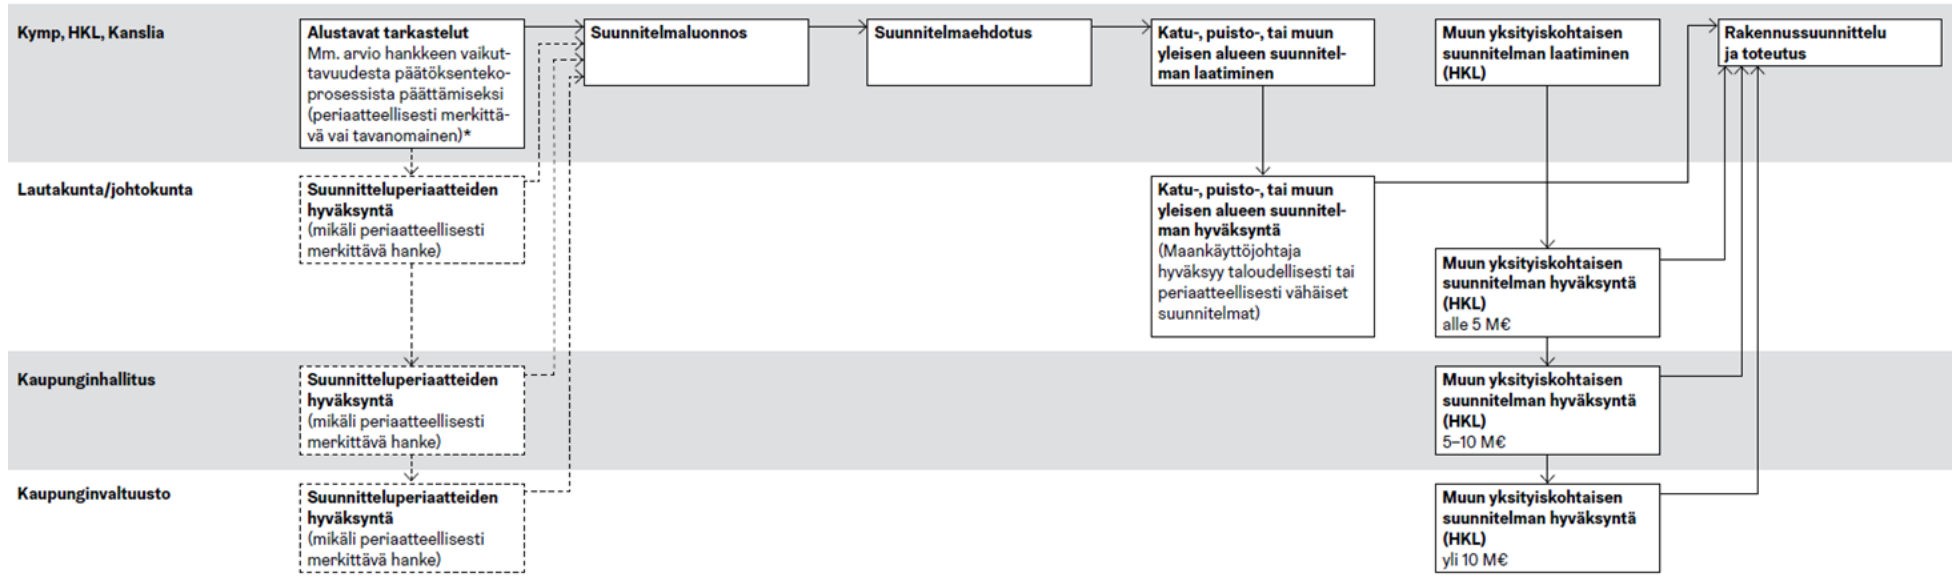 Kymp, HKL, Kanslia
Alustavat tarkastelut
Mm. arvio hankkeen vaikut-
tavuudesta päätöksenteko-
prosessista päättämiseksi
(periaatteellisesti merkittä-
vä vai tavanomainen)*
Suunnitelmaluonnos
Suunnitelmaehdotus
Katu-, puisto-, tai muun
yleisen alueen suunnitel-
man laatiminen
Muun yksityiskohtaisen
suunnitelman laatiminen
(HKL)
Rakennussuunnittelu
ja toteutus
Lautakunta/johtokunta
Suunnitteluperiaatteiden
hyväksyntä
(mikäli periaatteellisesti
merkittävä hanke)
Katu-, puisto-, tai muun
yleisen alueen suunnitel-
man hyväksyntä
(Maankäyttöjohtaja
hyväksyy taloudellisesti tai
periaatteellisesti vähäiset
suunnitelmat)
Muun yksityiskohtaisen
suunnitelman hyväksyntä
(HKL)
alle 5 M€
Kaupunginhallitus
Suunnitteluperiaatteiden
hyväksyntä
(mikäli periaatteellisesti
merkittävä hanke)
Muun yksityiskohtaisen
suunnitelman hyväksyntä
(HKL)
5–10 M€
Kaupunginvaltuusto
Suunnitteluperiaatteiden
hyväksyntä
(mikäli periaatteellisesti
merkittävä hanke)
Muun yksityiskohtaisen
suunnitelman hyväksyntä
(HKL)
yli 10 M€